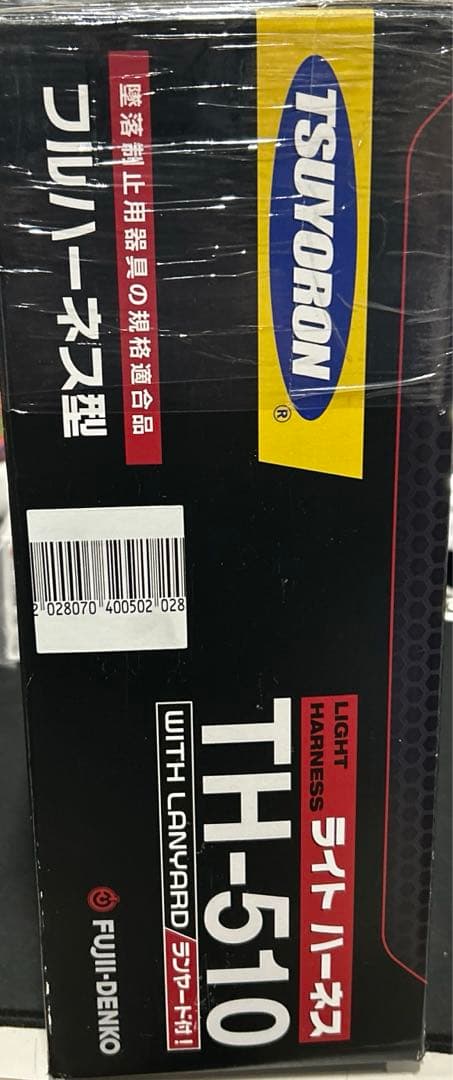 TSUYORON
®
墜落制止用器具の規格適合品
フルハーネス型
2 028070 400502 028
LIGHT
HARNESS
ライト ハーネス
TH-510
WITH LANYARD ランヤード付!
FUJII-DENKO